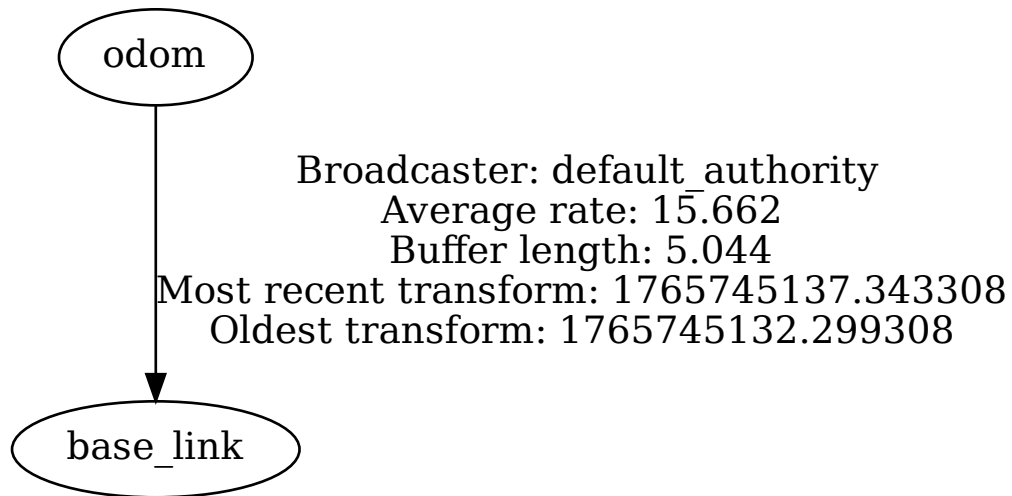 odom
Broadcaster: default_authority
Average rate: 15.662
Buffer length: 5.044
Most recent transform: 1765745137.343308
Oldest transform: 1765745132.299308
base_link